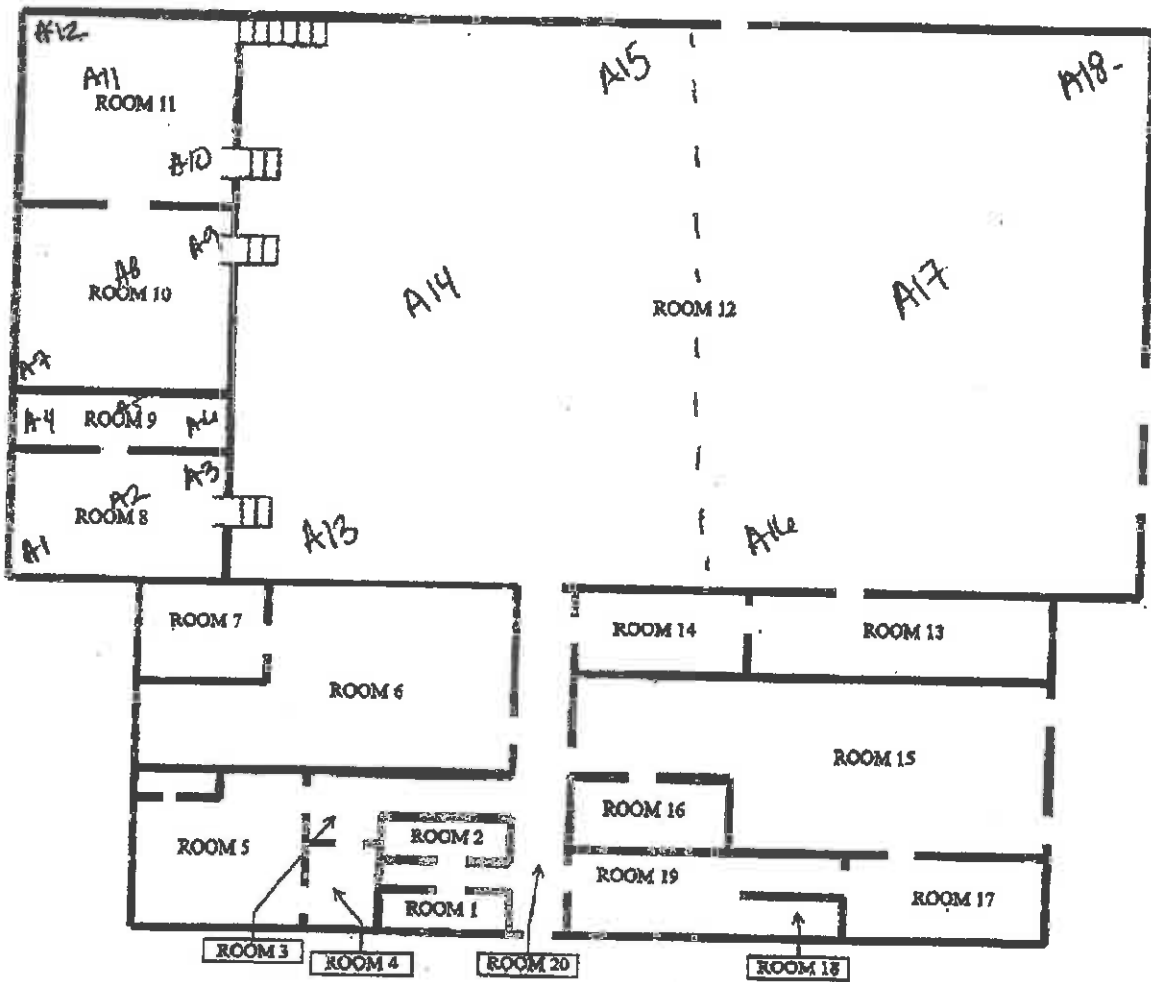 A12-
A15
A18-
A11
ROOM 11
A10
A9
A8
ROOM 10
A14
ROOM 12
A17
A7
A5
A4
ROOM 9
A6
A3
A2
ROOM 8
A1
A13
A16
ROOM 7
ROOM 14
ROOM 13
ROOM 6
ROOM 15
ROOM 16
ROOM 2
ROOM 5
ROOM 19
ROOM 17
ROOM 1
ROOM 3
ROOM 4
ROOM 20
ROOM 18